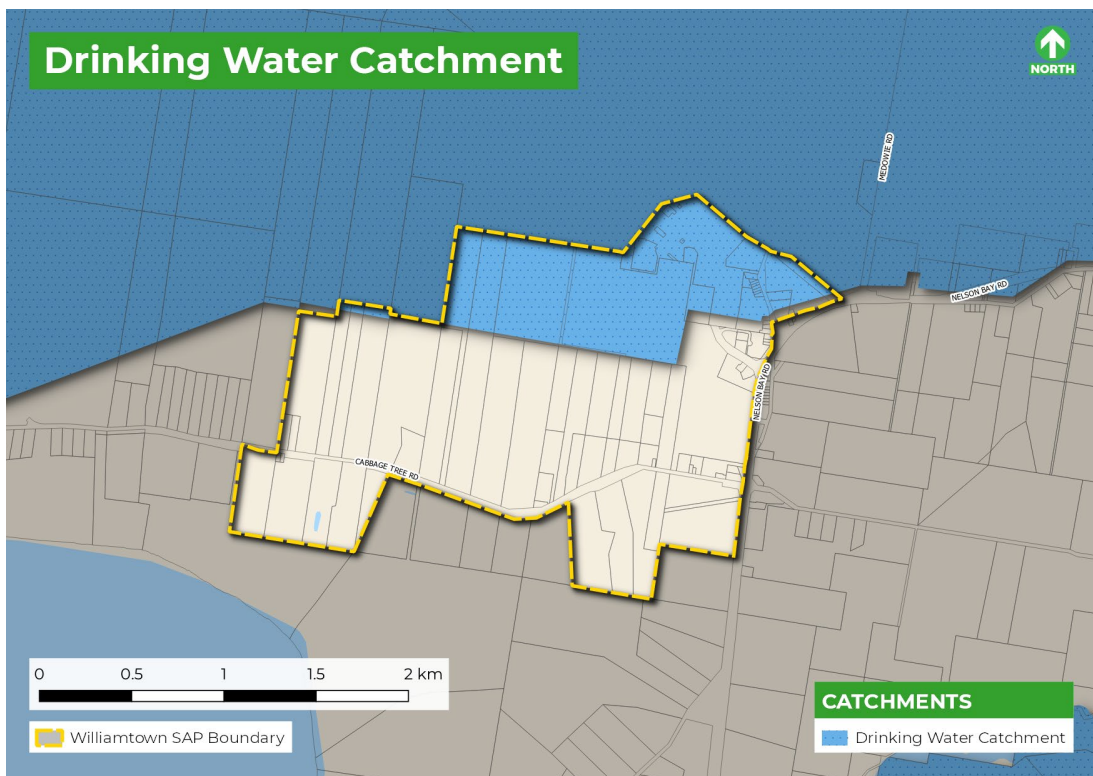 Drinking Water Catchment
NORTH
MEDOWIE RD
NELSON BAY RD
NELSON BAY RD
CABBAGE TREE RD
0 0.5 1 1.5 2 km
Williamtown SAP Boundary
CATCHMENTS
Drinking Water Catchment